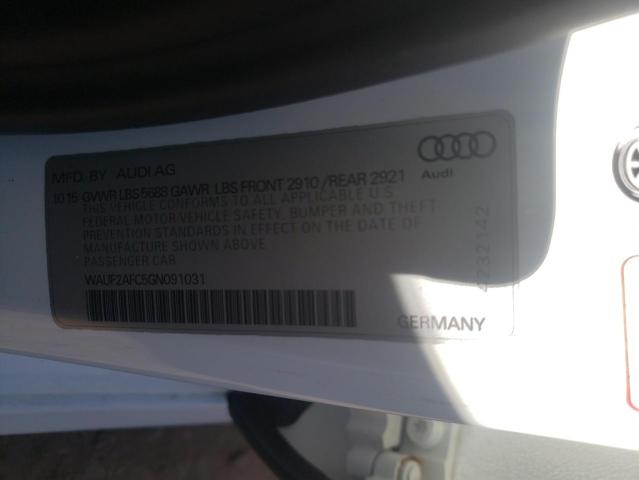 MFD. BY AUDI AG
10 15 GVWR LBS 5688 GAWR LBS FRONT 2910 / REAR 2921
THIS VEHICLE CONFORMS TO ALL APPLICABLE U.S.
FEDERAL MOTOR VEHICLE SAFETY, BUMPER AND THEFT
PREVENTION STANDARDS IN EFFECT ON THE DATE OF
MANUFACTURE SHOWN ABOVE
PASSENGER CAR
WAUF2AFC5GN091031
GERMANY
Audi
4232142